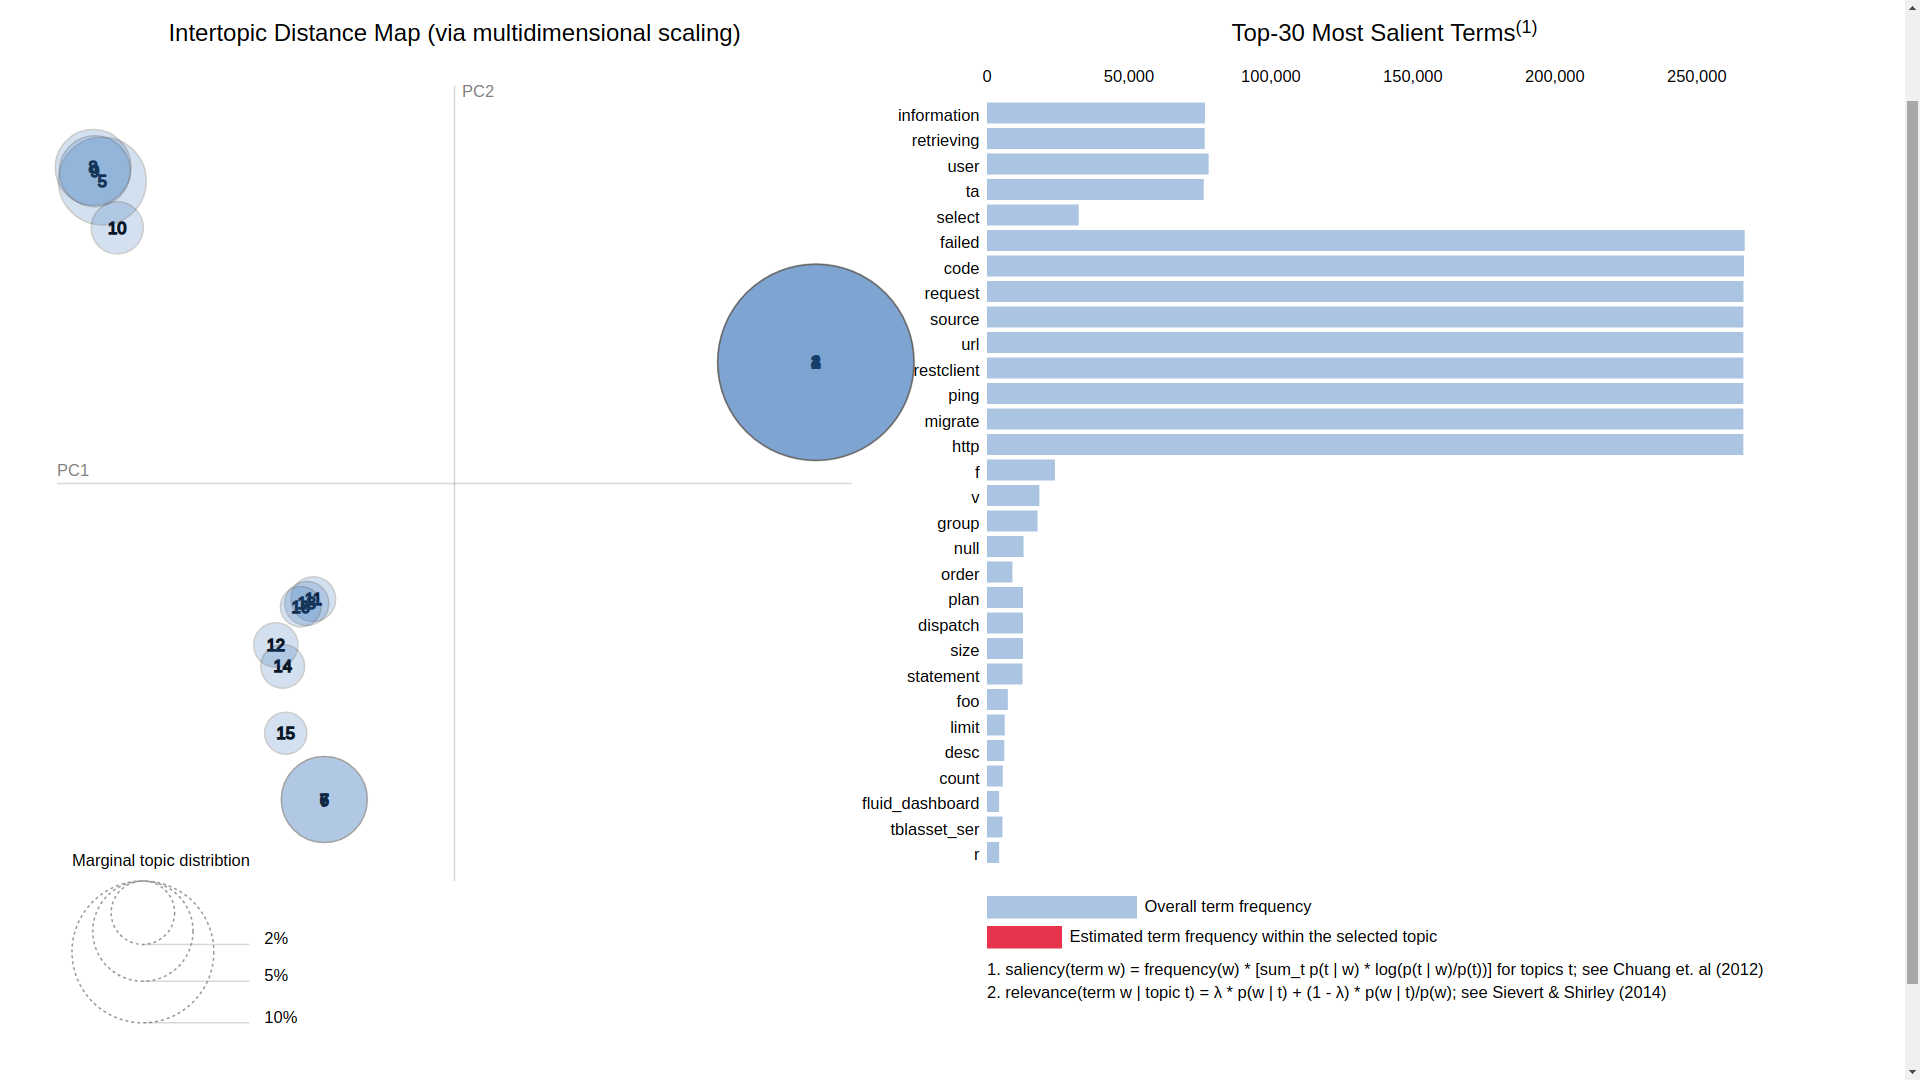 Intertopic Distance Map (via multidimensional scaling)
PC2
PC1
5
10
11
12
14
15
Marginal topic distribtion
2%
5%
10%
Top-30 Most Salient Terms(1)
0 50,000 100,000 150,000 200,000 250,000
information
retrieving
user
ta
select
failed
code
request
source
url
restclient
ping
migrate
http
f
v
group
null
order
plan
dispatch
size
statement
foo
limit
desc
count
fluid_dashboard
tblasset_ser
r
Overall term frequency
Estimated term frequency within the selected topic
1. saliency(term w) = frequency(w) * [sum_t p(t | w) * log(p(t | w)/p(t))] for topics t; see Chuang et. al (2012)
2. relevance(term w | topic t) = λ * p(w | t) + (1 - λ) * p(w | t)/p(w); see Sievert & Shirley (2014)